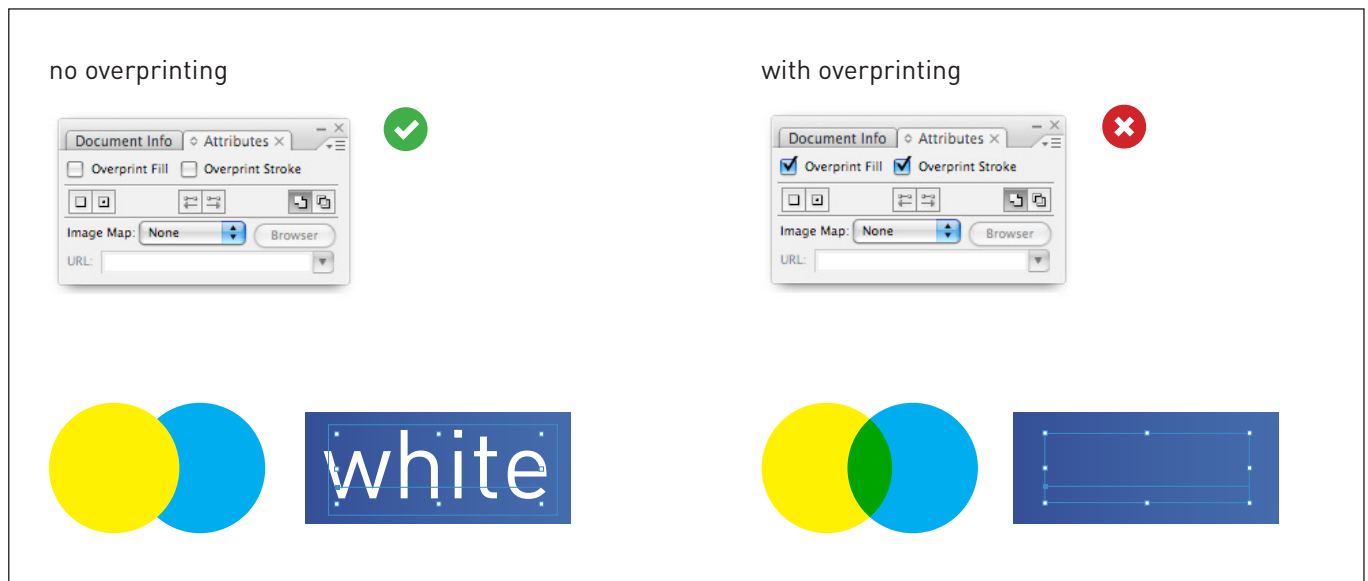 no overprinting
Document Info Attributes
Overprint Fill Overprint Stroke
Image Map: None Browser
URL:
white
with overprinting
Document Info Attributes
Overprint Fill Overprint Stroke
Image Map: None Browser
URL: